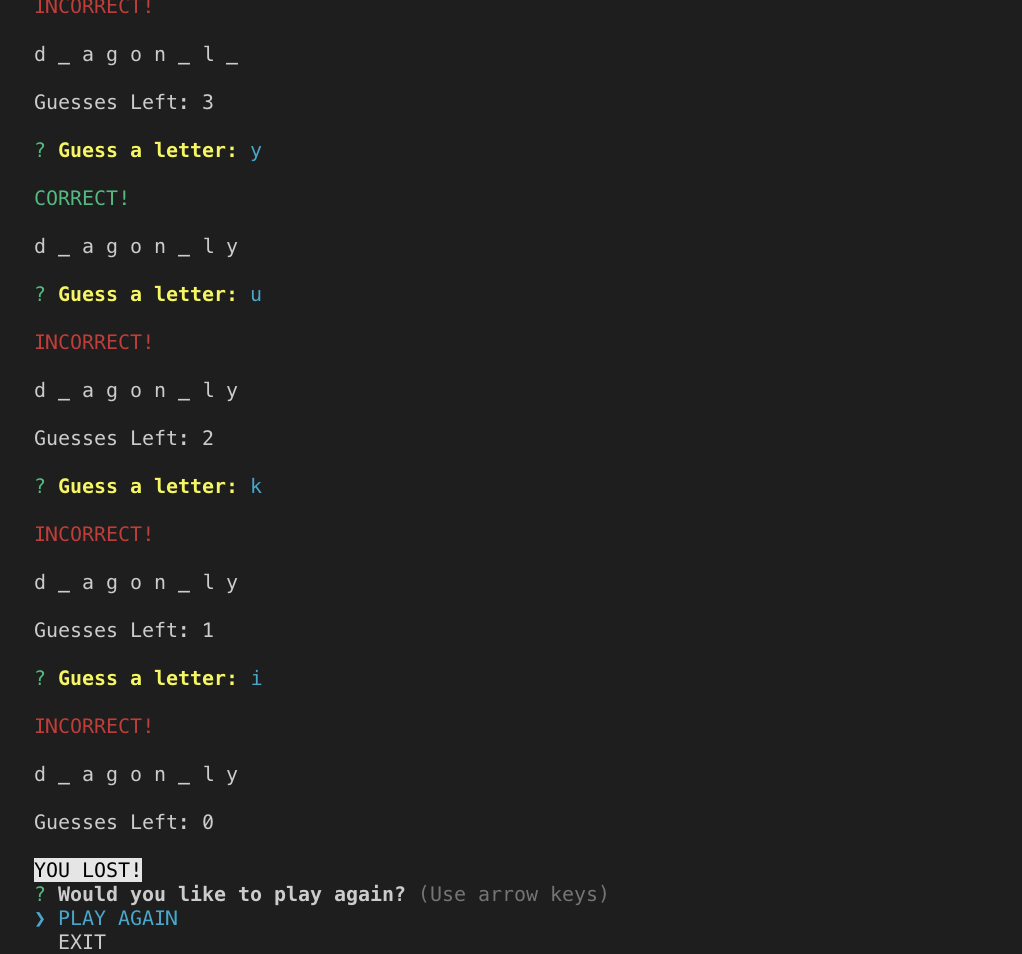 INCORRECT!
d _ a g o n _ l _
Guesses Left: 3
? Guess a letter: y
CORRECT!
d _ a g o n _ l y
? Guess a letter: u
INCORRECT!
d _ a g o n _ l y
Guesses Left: 2
? Guess a letter: k
INCORRECT!
d _ a g o n _ l y
Guesses Left: 1
? Guess a letter: i
INCORRECT!
d _ a g o n _ l y
Guesses Left: 0
YOU LOST!
? Would you like to play again? (Use arrow keys)
❯ PLAY AGAIN
EXIT